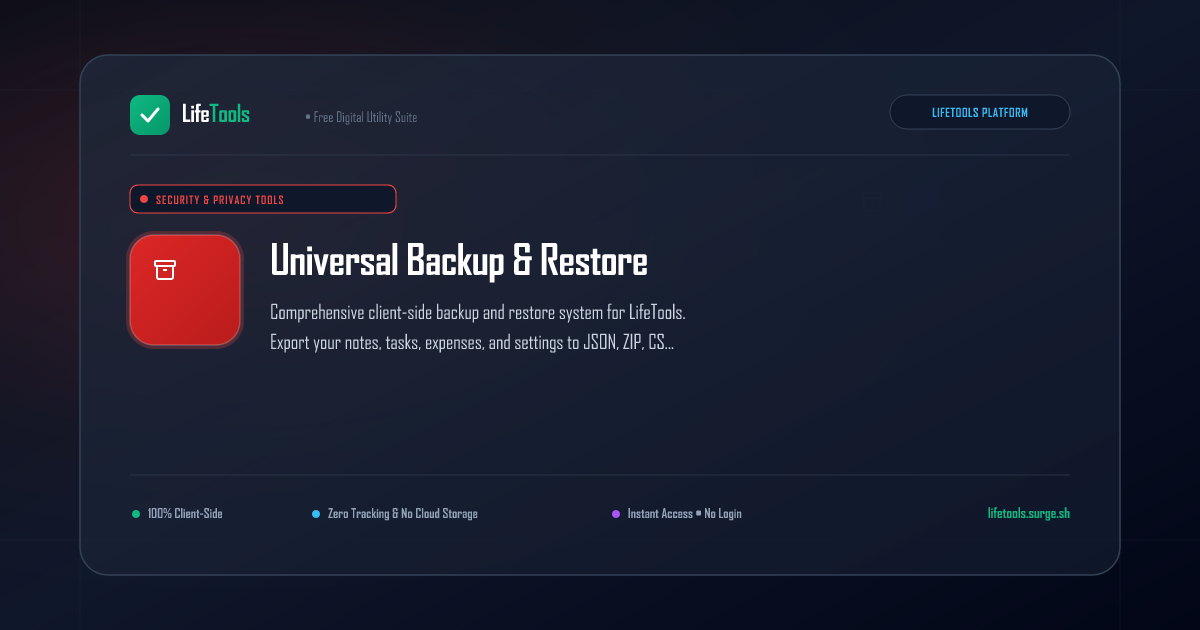 LifeTools
• Free Digital Utility Suite
LIFETOOLS PLATFORM
SECURITY & PRIVACY TOOLS
Universal Backup & Restore
Comprehensive client-side backup and restore system for LifeTools.
Export your notes, tasks, expenses, and settings to JSON, ZIP, CS...
100% Client-Side
Zero Tracking & No Cloud Storage
Instant Access • No Login
lifetools.surge.sh